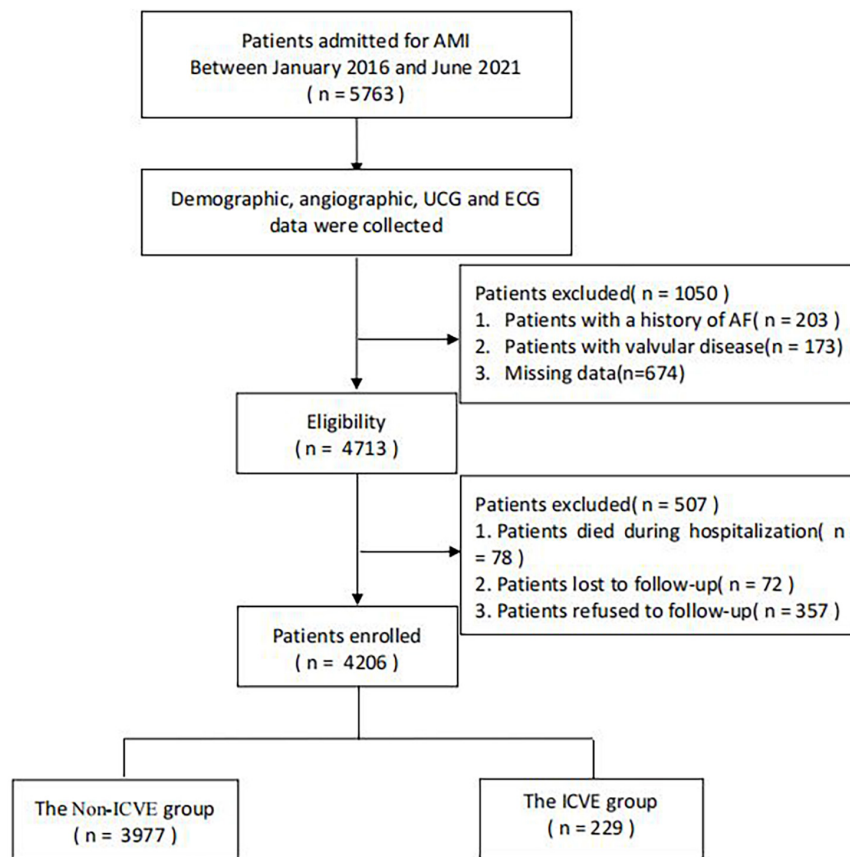 Patients admitted for AMI
Between January 2016 and June 2021
( n = 5763 )
Demographic, angiographic, UCG and ECG
data were collected
Patients excluded( n = 1050 )
1. Patients with a history of AF( n = 203 )
2. Patients with valvular disease(n = 173)
3. Missing data(n=674)
Eligibility
( n = 4713 )
Patients excluded( n = 507 )
1. Patients died during hospitalization( n
= 78 )
2. Patients lost to follow-up( n = 72 )
3. Patients refused to follow-up( n = 357 )
Patients enrolled
( n = 4206 )
The Non-ICVE group
( n = 3977 )
The ICVE group
( n = 229 )